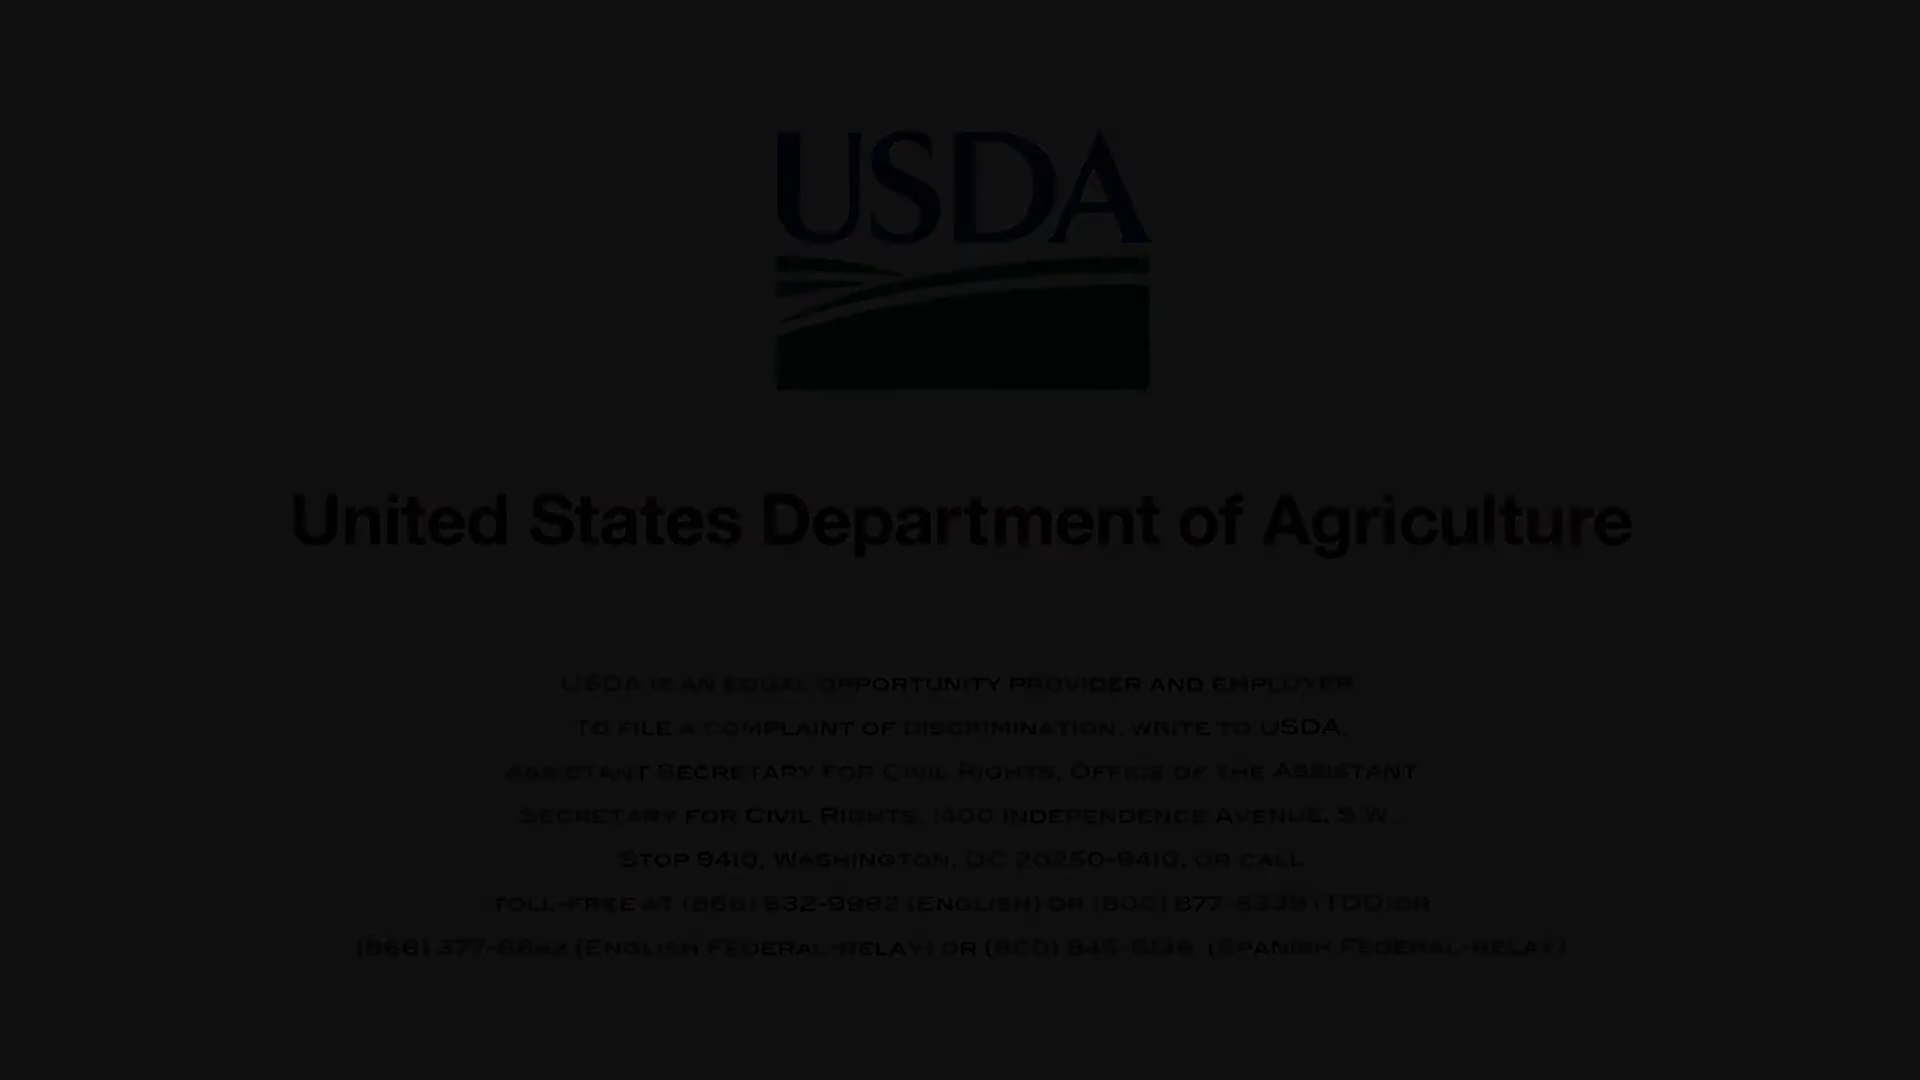 USDA
United States Department of Agriculture
USDA IS AN EQUAL OPPORTUNITY PROVIDER AND EMPLOYER.
TO FILE A COMPLAINT OF DISCRIMINATION, WRITE TO USDA,
ASSISTANT SECRETARY FOR CIVIL RIGHTS, OFFICE OF THE ASSISTANT
SECRETARY FOR CIVIL RIGHTS, 1400 INDEPENDENCE AVENUE, S.W.,
STOP 9410, WASHINGTON, DC 20250-9410, OR CALL
TOLL-FREE AT (866) 632-9992 (ENGLISH) OR (800) 877-8339 (TDD) OR
(866) 377-8642 (ENGLISH FEDERAL-RELAY) OR (800) 845-6136 (SPANISH FEDERAL-RELAY)